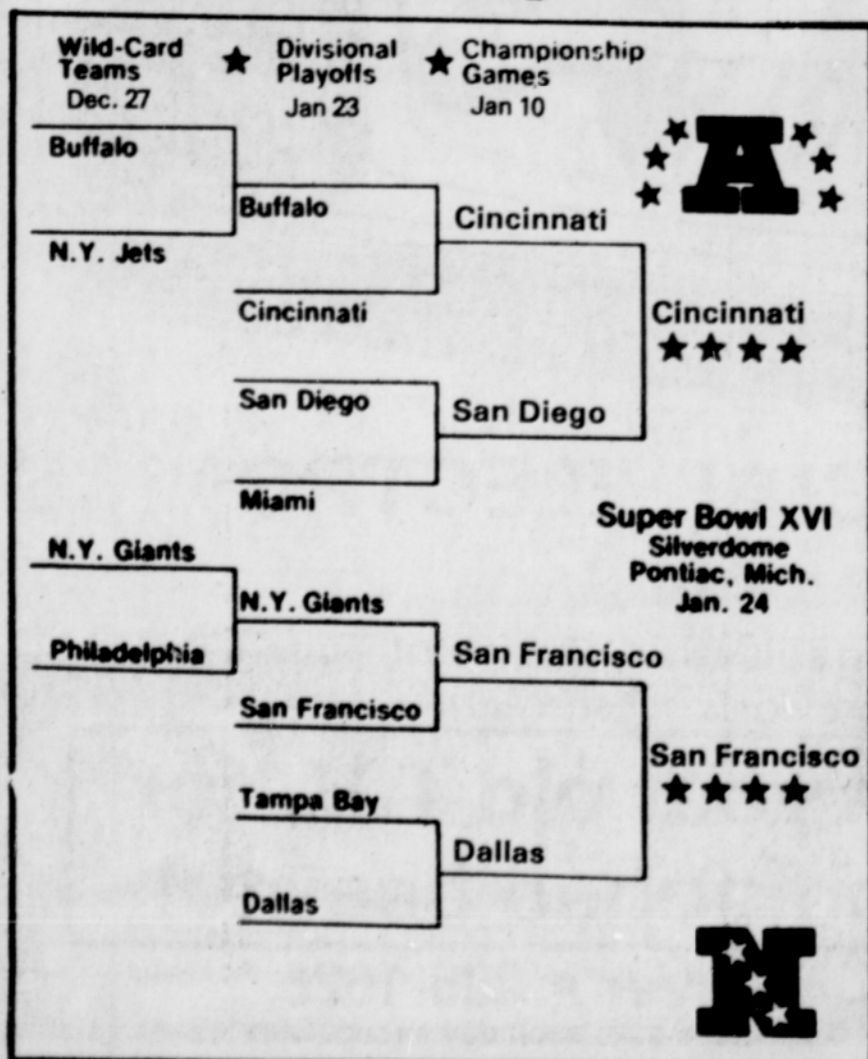 Wild-Card
Teams
Dec. 27
★ Divisional
Playoffs
Jan 23
★ Championship
Games
Jan 10
A
Buffalo
N.Y. Jets
Buffalo
Cincinnati
Cincinnati
San Diego
Miami
San Diego
Cincinnati
★ ★ ★ ★
Super Bowl XVI
Silverdome
Pontiac, Mich.
Jan. 24
N.Y. Giants
Philadelphia
N.Y. Giants
San Francisco
San Francisco
Tampa Bay
Dallas
Dallas
San Francisco
★ ★ ★ ★
N